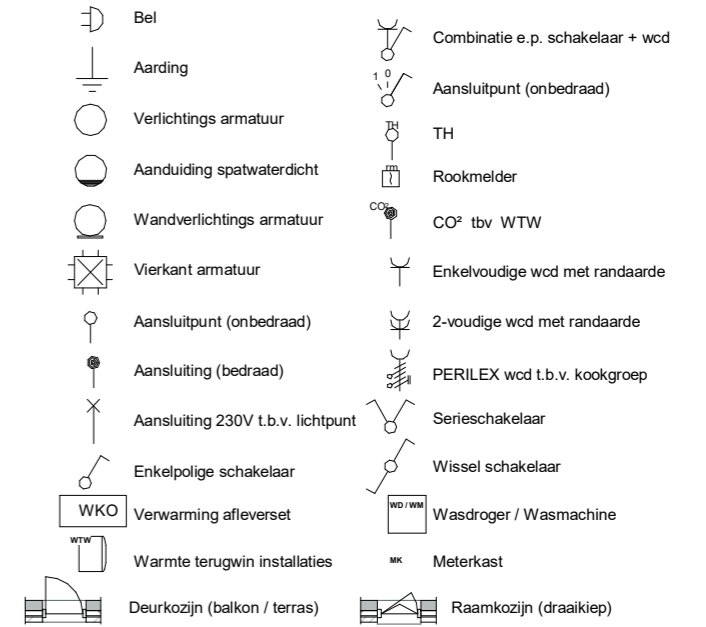 Bel
Aarding
Verlichtings armatuur
Aanduiding spatwaterdicht
Wandverlichtings armatuur
Vierkant armatuur
Aansluitpunt (onbedraad)
Aansluiting (bedraad)
Aansluiting 230V t.b.v. lichtpunt
Enkelpolige schakelaar
WKO Verwarming afleverset
WTW
Warmte terugwin installaties
Deurkozijn (balkon / terras)
Combinatie e.p. schakelaar + wcd
1 0
Aansluitpunt (onbedraad)
TH
TH
Rookmelder
CO²
CO² tbv WTW
Enkelvoudige wcd met randaarde
2-voudige wcd met randaarde
PERILEX wcd t.b.v. kookgroep
Serieschakelaar
Wissel schakelaar
WD / WM
Wasdroger / Wasmachine
MK Meterkast
Raamkozijn (draaikiep)